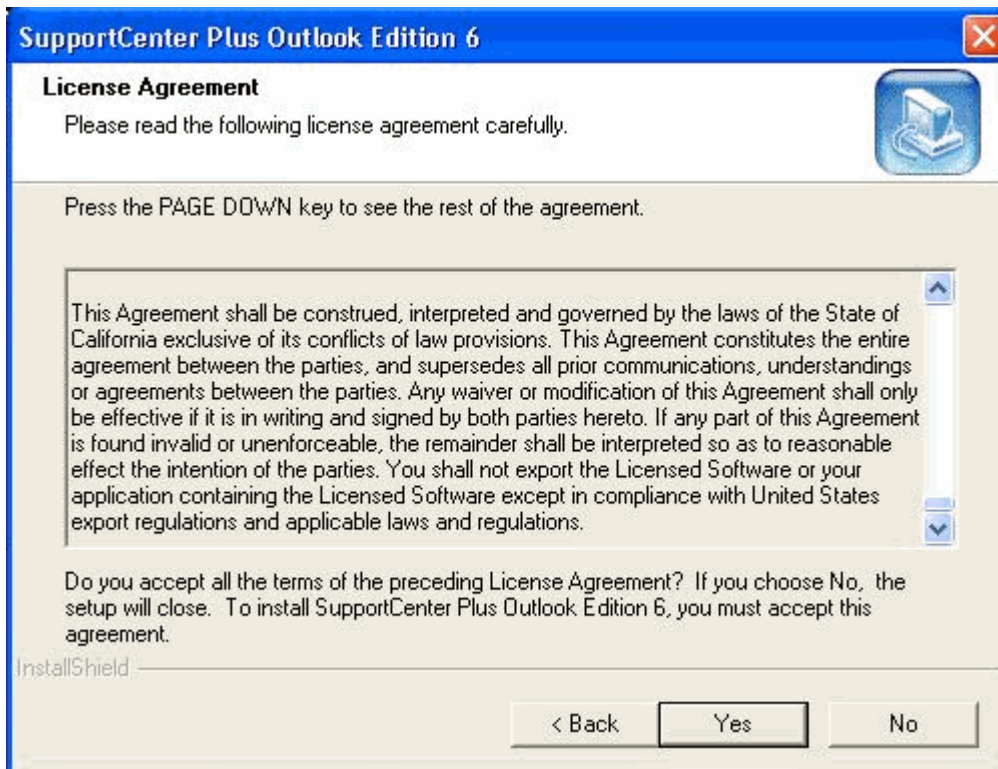 SupportCenter Plus Outlook Edition 6
License Agreement
Please read the following license agreement carefully.
Press the PAGE DOWN key to see the rest of the agreement.
This Agreement shall be construed, interpreted and governed by the laws of the State of
California exclusive of its conflicts of law provisions. This Agreement constitutes the entire
agreement between the parties, and supersedes all prior communications, understandings
or agreements between the parties. Any waiver or modification of this Agreement shall only
be effective if it is in writing and signed by both parties hereto. If any part of this Agreement
is found invalid or unenforceable, the remainder shall be interpreted so as to reasonable
effect the intention of the parties. You shall not export the Licensed Software or your
application containing the Licensed Software except in compliance with United States
export regulations and applicable laws and regulations.
Do you accept all the terms of the preceding License Agreement? If you choose No, the
setup will close. To install SupportCenter Plus Outlook Edition 6, you must accept this
agreement.
InstallShield
< Back Yes No